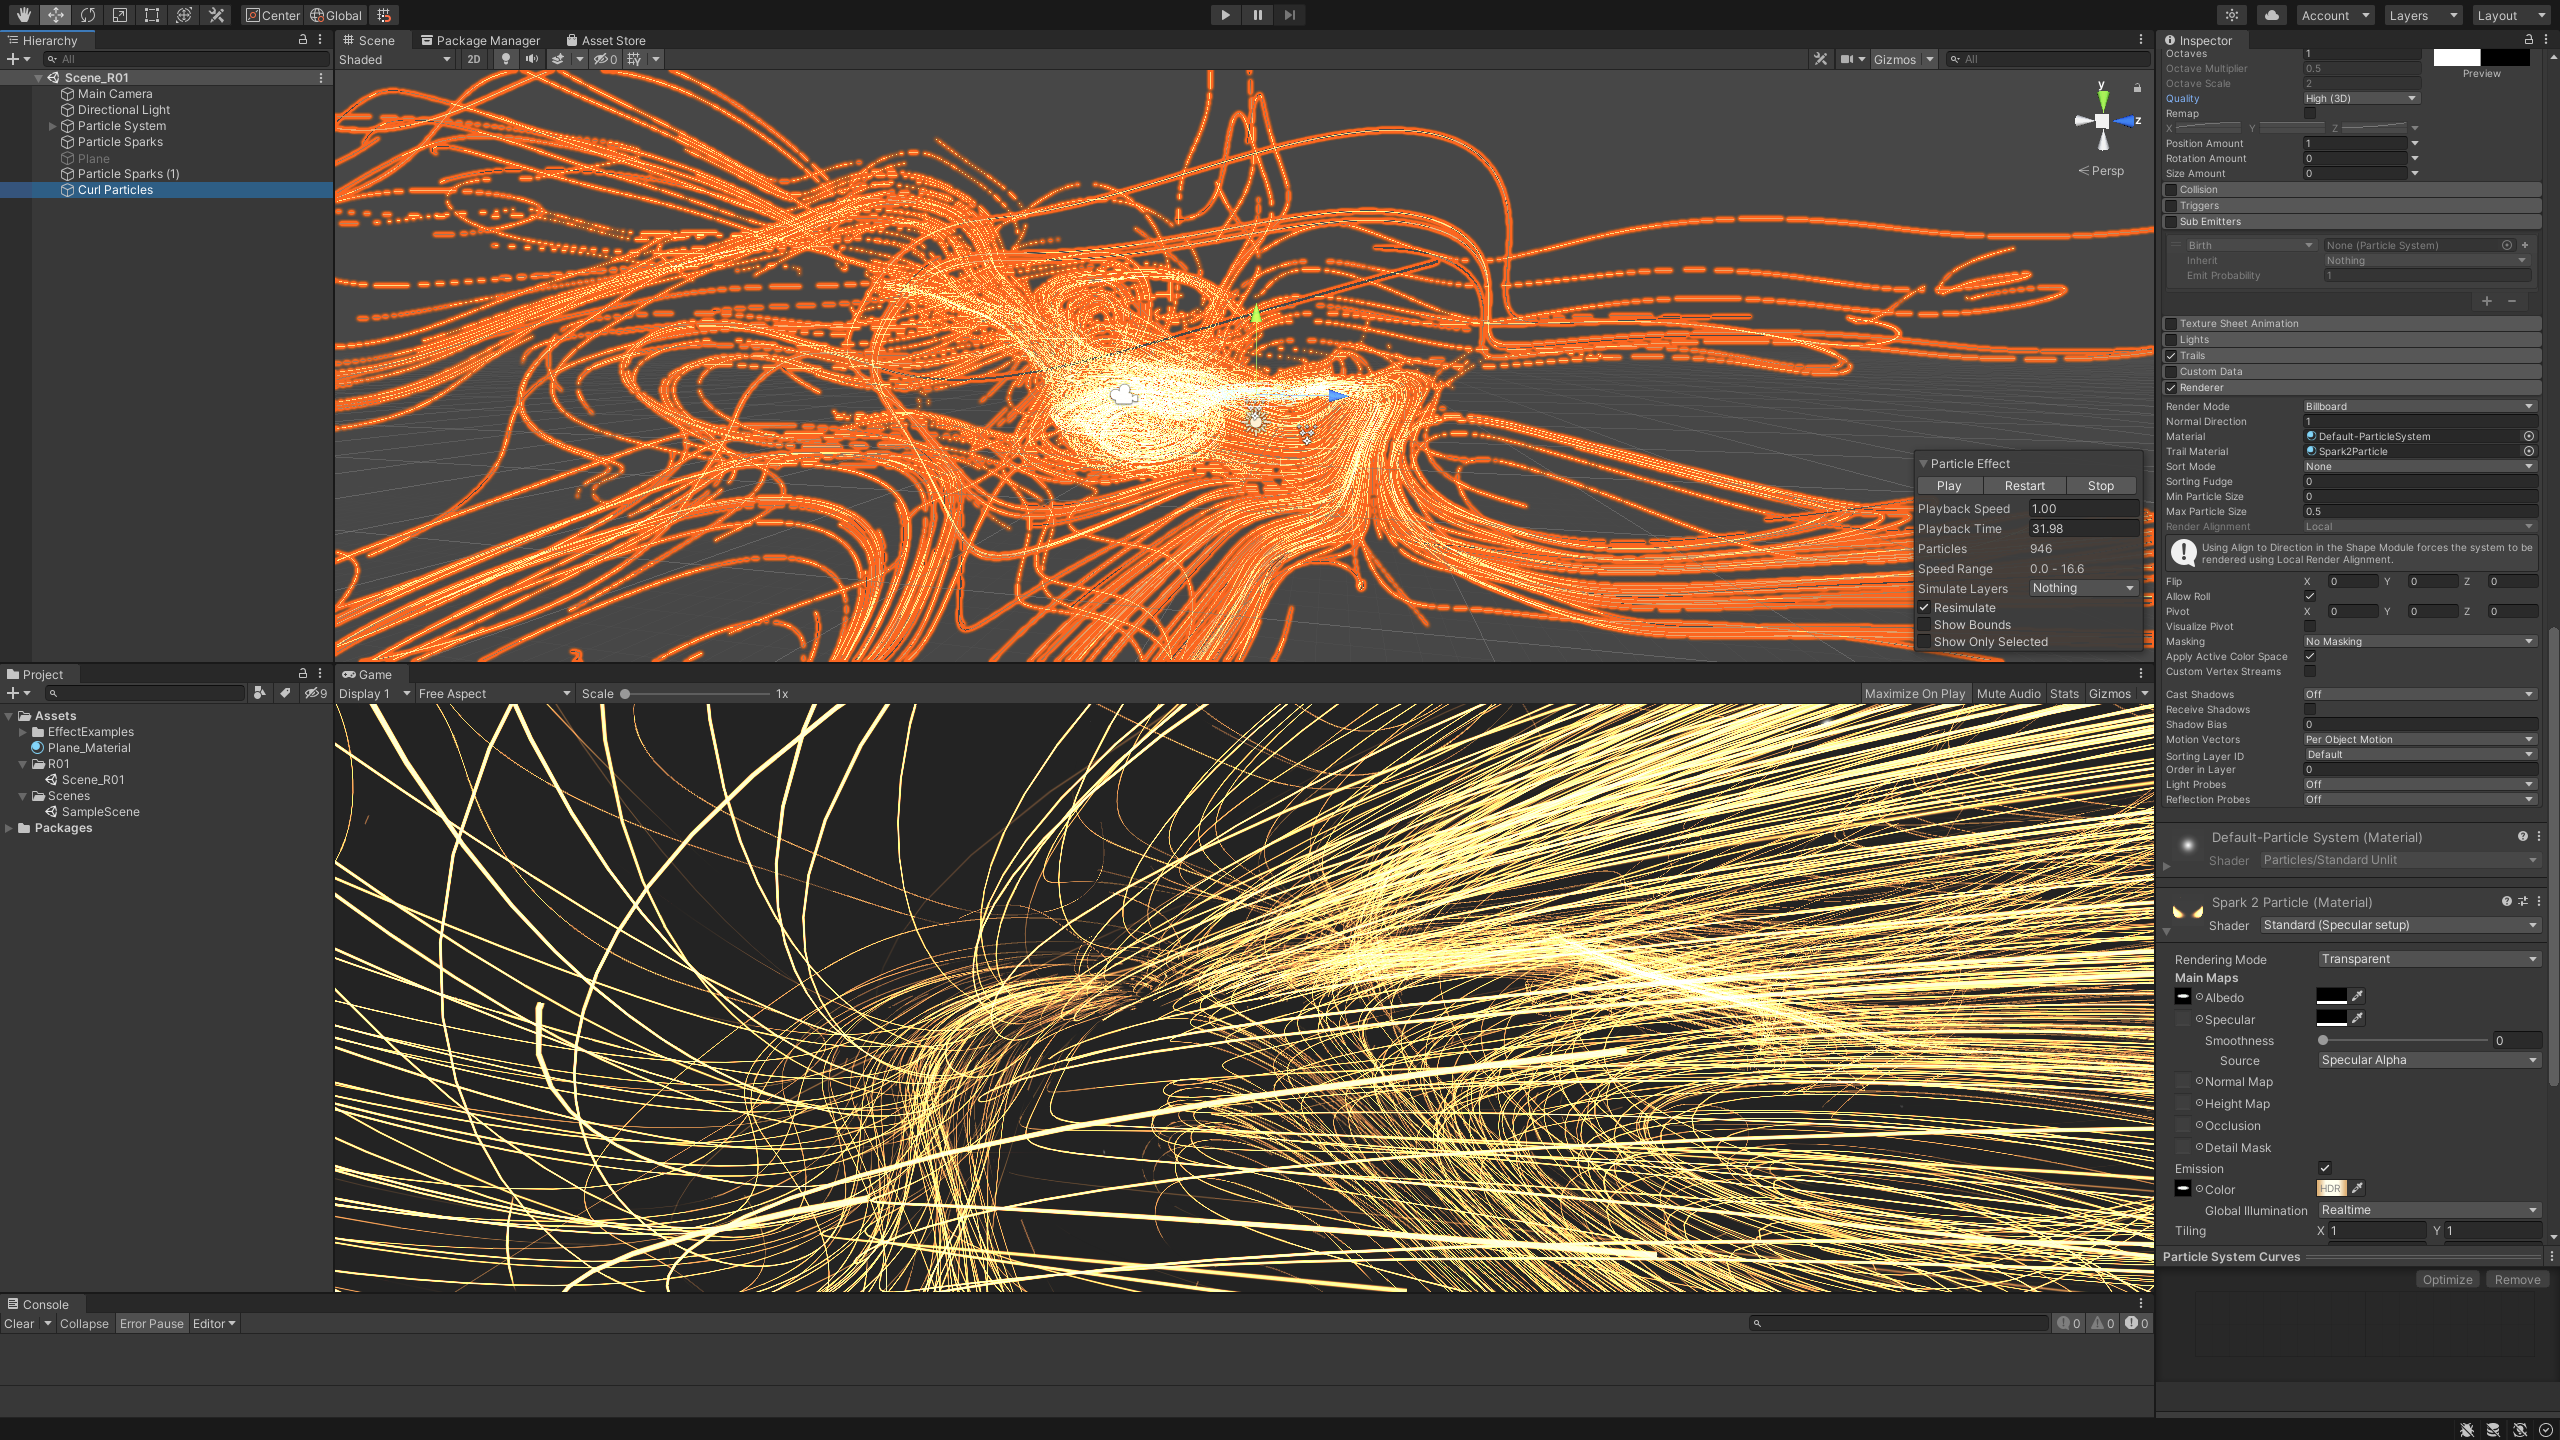 Center Global
Account Layers Layout
Hierarchy
All
Scene_R01
Main Camera
Directional Light
Particle System
Particle Sparks
Plane
Particle Sparks (1)
Curl Particles
Scene Package Manager Asset Store
Shaded 2D 0 Gizmos All
y
z
Persp
Particle Effect
Play Restart Stop
Playback Speed 1.00
Playback Time 31.98
Particles 946
Speed Range 0.0 - 16.6
Simulate Layers Nothing
Resimulate
Show Bounds
Show Only Selected
Project
9
Assets
EffectExamples
Plane_Material
R01
Scene_R01
Scenes
SampleScene
Packages
Game
Display 1 Free Aspect Scale 1x Maximize On Play Mute Audio Stats Gizmos
Console
Clear Collapse Error Pause Editor 0 0 0
Inspector
Octaves 1
Octave Multiplier 0.5
Octave Scale 2
Preview
Quality High (3D)
Remap
X Y Z
Position Amount 1
Rotation Amount 0
Size Amount 0
Collision
Triggers
Sub Emitters
Birth None (Particle System)
Inherit Nothing
Emit Probability 1
Texture Sheet Animation
Lights
Trails
Custom Data
Renderer
Render Mode Billboard
Normal Direction 1
Material Default-ParticleSystem
Trail Material Spark2Particle
Sort Mode None
Sorting Fudge 0
Min Particle Size 0
Max Particle Size 0.5
Render Alignment Local
Using Align to Direction in the Shape Module forces the system to be
rendered using Local Render Alignment.
Flip X 0 Y 0 Z 0
Allow Roll
Pivot X 0 Y 0 Z 0
Visualize Pivot
Masking No Masking
Apply Active Color Space
Custom Vertex Streams
Cast Shadows Off
Receive Shadows
Shadow Bias 0
Motion Vectors Per Object Motion
Sorting Layer ID Default
Order in Layer 0
Light Probes Off
Reflection Probes Off
Default-Particle System (Material)
Shader Particles/Standard Unlit
Spark 2 Particle (Material)
Shader Standard (Specular setup)
Rendering Mode Transparent
Main Maps
Albedo
Specular
Smoothness 0
Source Specular Alpha
Normal Map
Height Map
Occlusion
Detail Mask
Emission
Color HDR
Global Illumination Realtime
Tiling X 1 Y 1
Particle System Curves
Optimize Remove